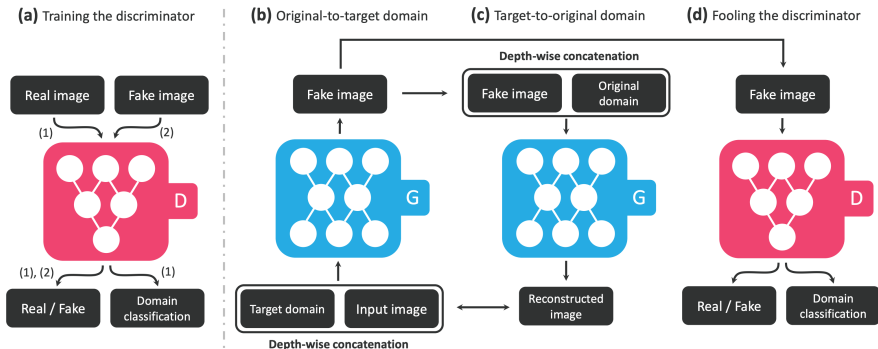 (a) Training the discriminator
(b) Original-to-target domain
(c) Target-to-original domain
(d) Fooling the discriminator
Real image
Fake image
(1)
(2)
D
(1), (2)
(1)
Real / Fake
Domain
classification
Fake image
G
Target domain
Input image
Depth-wise concatenation
Depth-wise concatenation
Fake image
Original
domain
G
Reconstructed
image
Fake image
D
Real / Fake
Domain
classification